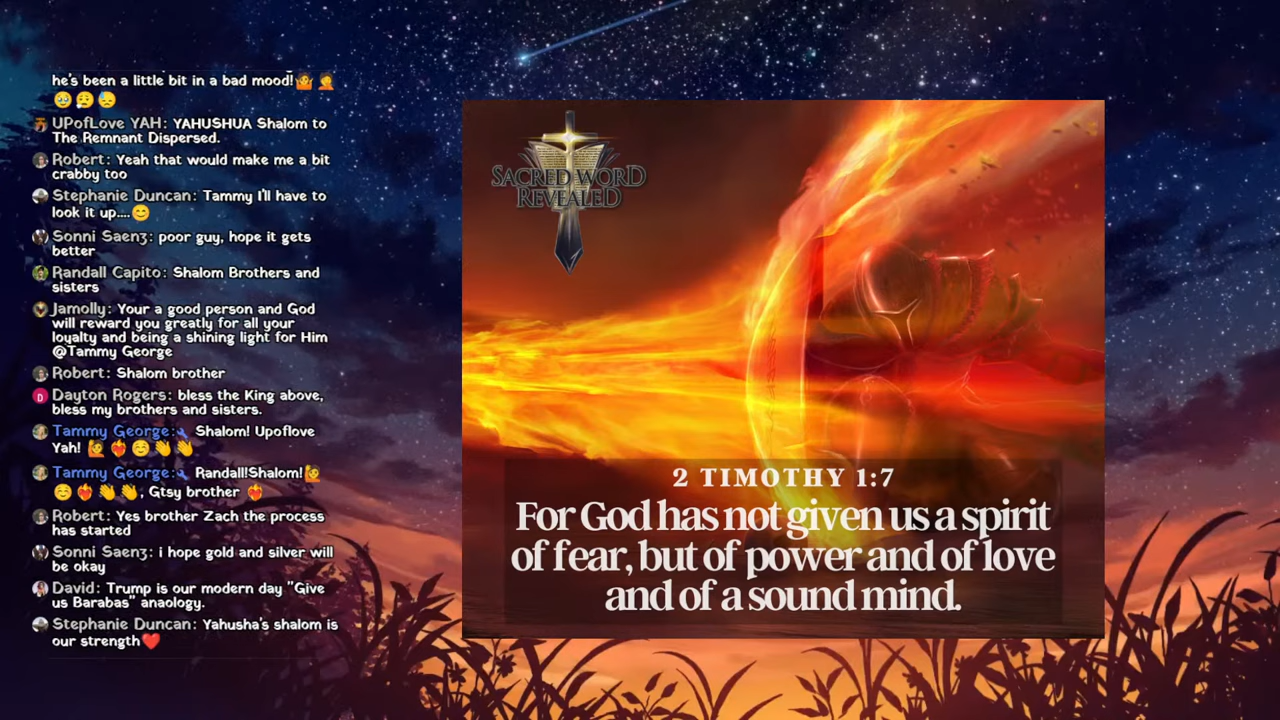 he's been a little bit in a bad mood!🤷🤦
🥹😢😓
UPofLove YAH: YAHUSHUA Shalom to
The Remnant Dispersed.
Robert: Yeah that would make me a bit
crabby too
Stephanie Duncan: Tammy I'll have to
look it up....😊
Sonni Saenz: poor guy, hope it gets
better
Randall Capito: Shalom Brothers and
sisters
Jamolly: Your a good person and God
will reward you greatly for all your
loyalty and being a shining light for Him
@Tammy George
Robert: Shalom brother
D Dayton Rogers: bless the King above,
bless my brothers and sisters.
Tammy George:🔧 Shalom! Upoflove
Yah! 🙋❤️‍🔥☺️👏👏
Tammy George:🔧 Randall!Shalom!🙋
☺️❤️‍🔥👏👏, Gtsy brother ❤️‍🔥
Robert: Yes brother Zach the process
has started
Sonni Saenz: i hope gold and silver will
be okay
David: Trump is our modern day "Give
us Barabas" anaology.
Stephanie Duncan: Yahusha's shalom is
our strength❤️
SACRED WORD
REVEALED
2 TIMOTHY 1:7
For God has not given us a spirit
of fear, but of power and of love
and of a sound mind.